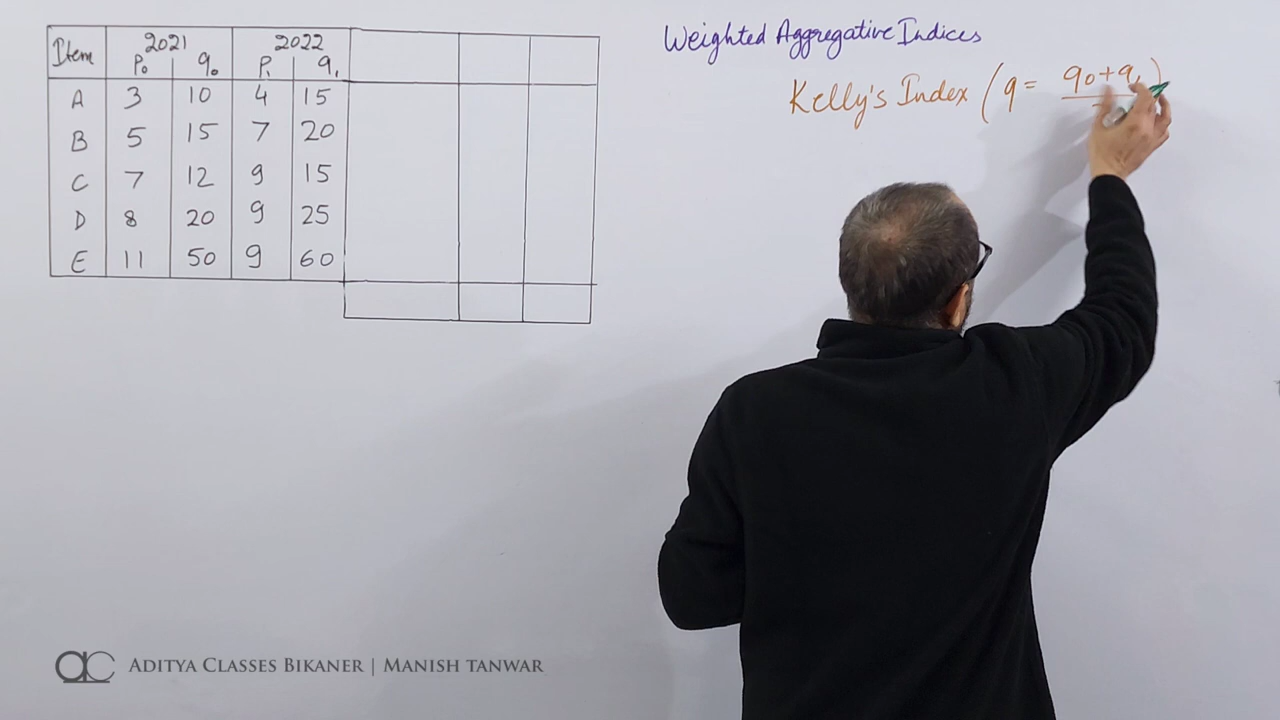 Weighted Aggregative Indices
Kelly's Index (q = q₀+q₁)
Item 2021 2022
P₀ q₀ P₁ q₁
A 3 10 4 15
B 5 15 7 20
C 7 12 9 15
D 8 20 9 25
E 11 50 9 60
ac ADITYA CLASSES BIKANER | MANISH TANWAR